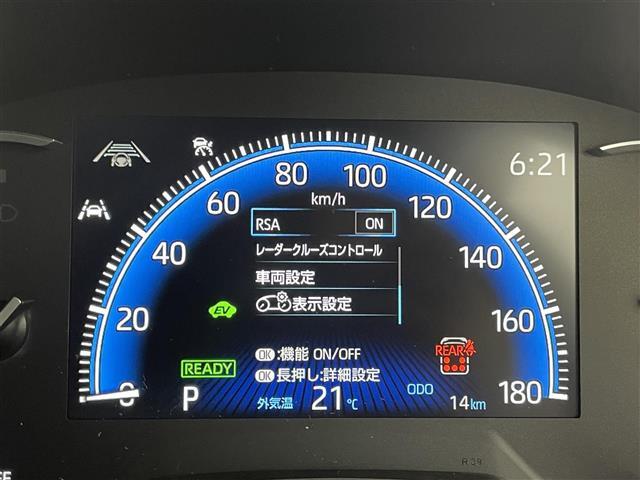 6:21
80
100
60
km/h
120
RSA ON
40
レーダークルーズコントロール
140
車両設定
表示設定
EV
20
160
OK :機能 ON/OFF
REAR
READY
OK 長押し:詳細設定
0
P
外気温 21℃
ODO
14 km
180